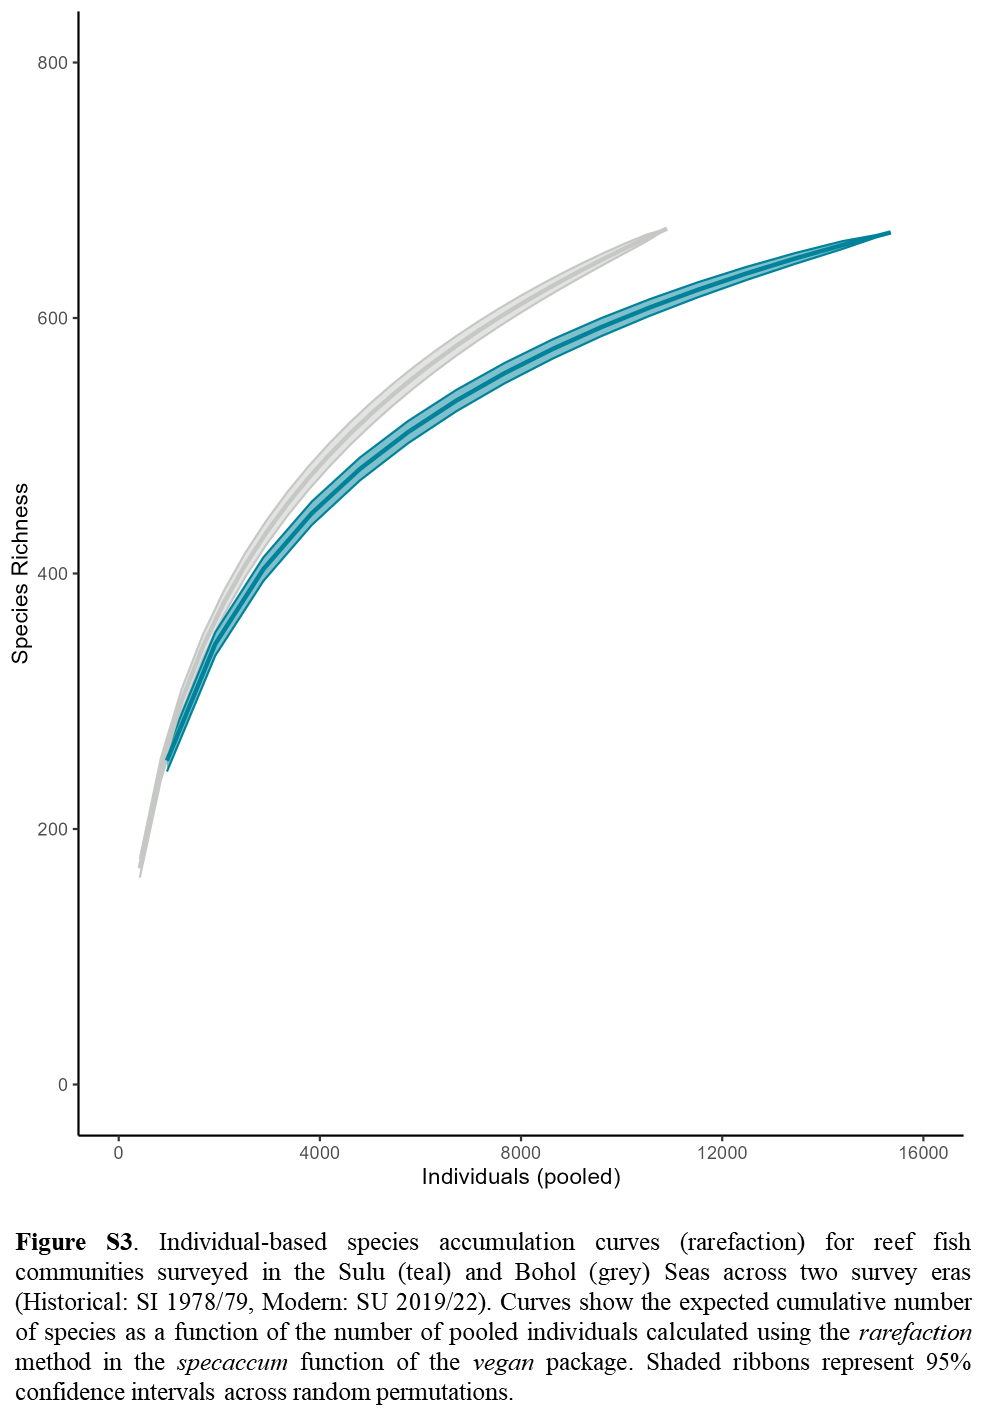 800
600
400
200
0
Species Richness
0 4000 8000 12000 16000
Individuals (pooled)
Figure S3. Individual-based species accumulation curves (rarefaction) for reef fish
communities surveyed in the Sulu (teal) and Bohol (grey) Seas across two survey eras
(Historical: SI 1978/79, Modern: SU 2019/22). Curves show the expected cumulative number
of species as a function of the number of pooled individuals calculated using the rarefaction
method in the specaccum function of the vegan package. Shaded ribbons represent 95%
confidence intervals across random permutations.